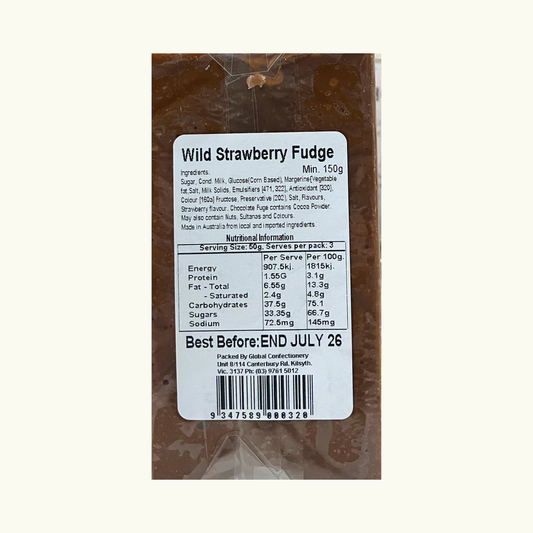 Wild Strawberry Fudge
Ingredients. Min. 150g
Sugar, Cond. Milk, Glucose(Corn Based), Margerine[Vegetable
fat,Salt, Milk Solids, Emulsifiers [471, 322], Antioxidant [320],
Colour [160a] Fructose, Preservative (202), Salt, Flavours,
Strawberry flavour. Chocolate Fuge contains Cocoa Powder.
May also contain Nuts, Sultanas and Colours.
Made in Australia from local and imported ingredients.
Nutritional Information
Serving Size: 50g, Serves per pack: 3
Per Serve Per 100g.
Energy 907.5kj. 1815kj.
Protein 1.55G 3.1g
Fat - Total 6.55g 13.3g
- Saturated 2.4g 4.8g
Carbohydrates 37.5g 75.1
Sugars 33.35g 66.7g
Sodium 72.5mg 145mg
Best Before:END JULY 26
Packed By Global Confectionery
Unit 8/114 Canterbury Rd. Kilsyth.
Vic. 3137 Ph: (03) 9761 5012
9 347589 000320